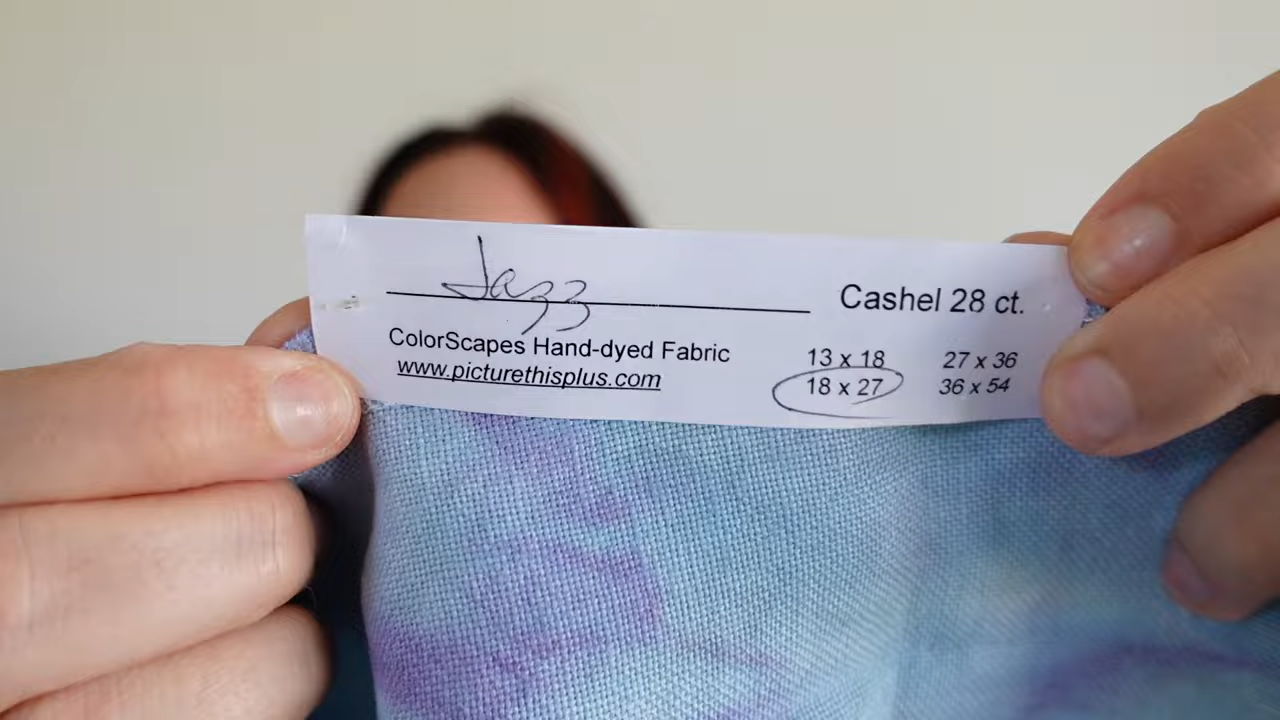 Jazz
Cashel 28 ct.
ColorScapes Hand-dyed Fabric
www.picturethisplus.com
13 x 18 27 x 36
18 x 27 36 x 54